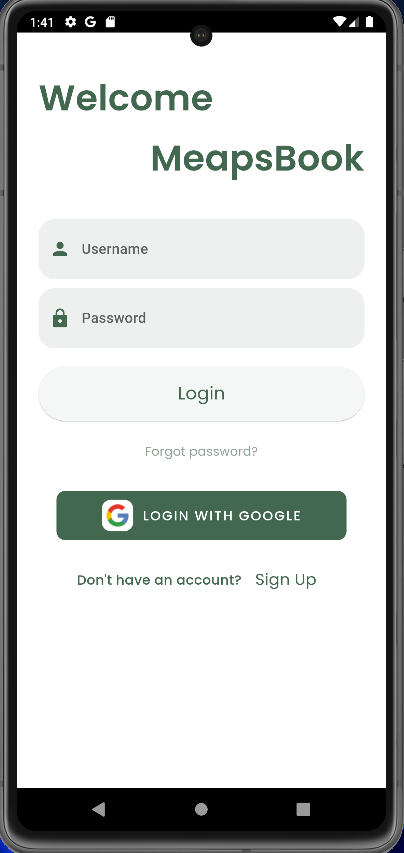 1:41
Welcome
MeapsBook
Username
Password
Login
Forgot password?
LOGIN WITH GOOGLE
Don't have an account? Sign Up